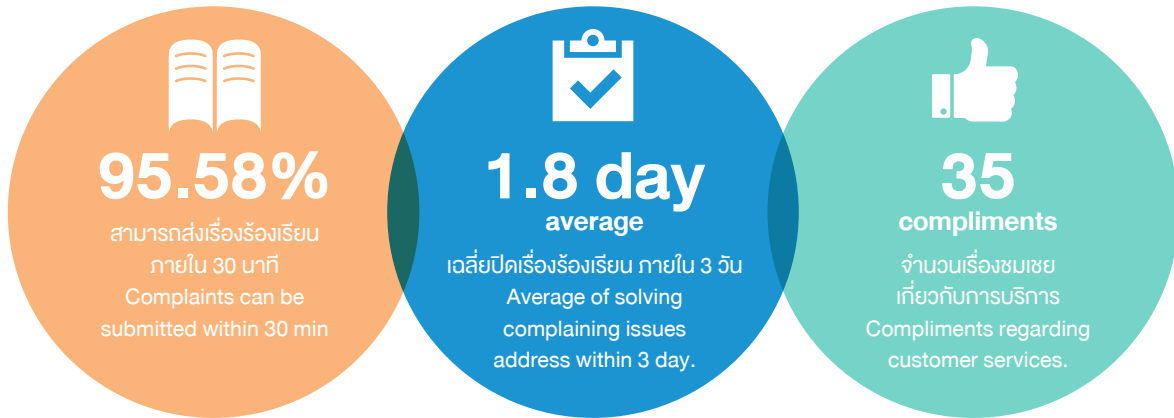 95.58%
สามารถส่งเรื่องร้องเรียน
ภายใน 30 นาที
Complaints can be
submitted within 30 min
1.8 day
average
เฉลี่ยปิดเรื่องร้องเรียน ภายใน 3 วัน
Average of solving
complaining issues
address within 3 day.
35
compliments
จำนวนเรื่องชมเชย
เกี่ยวกับการบริการ
Compliments regarding
customer services.